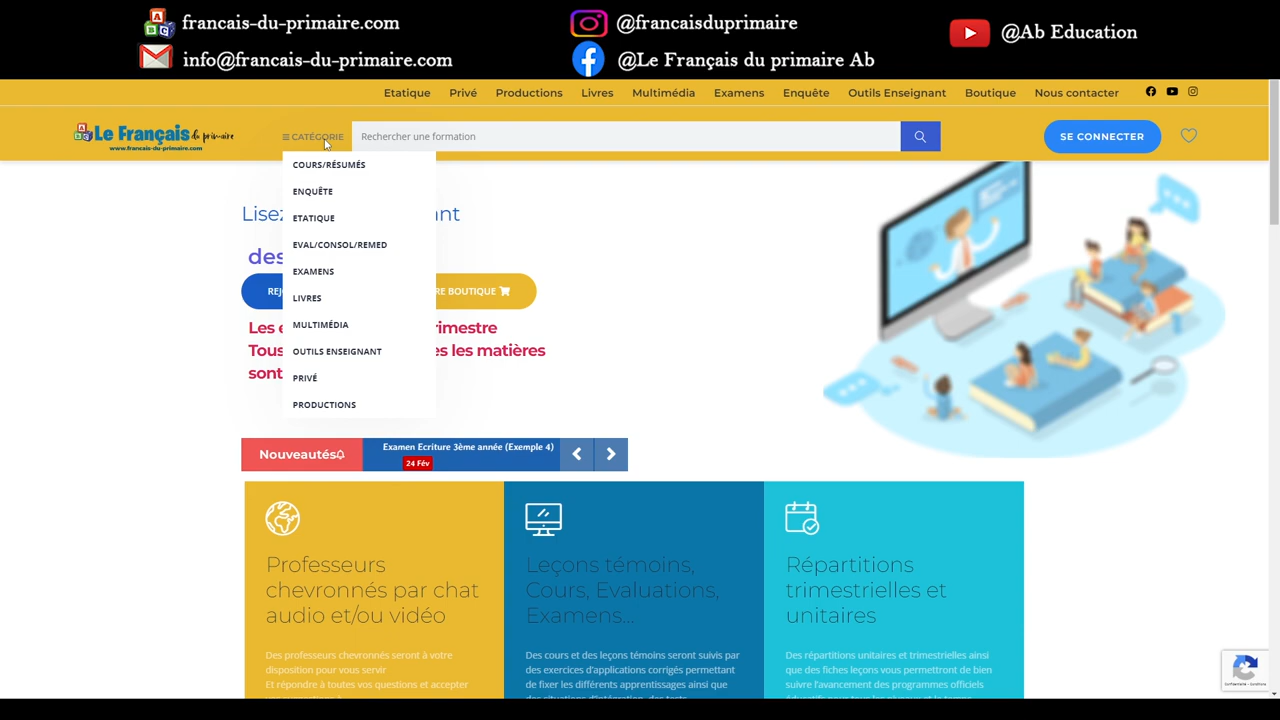 francais-du-primaire.com
@francaisduprimaire
@Ab Education
info@francais-du-primaire.com
@Le Français du primaire Ab
Etatique Privé Productions Livres Multimédia Examens Enquête Outils Enseignant Boutique Nous contacter
Le Français du primaire
www.francais-du-primaire.com
CATÉGORIE
Rechercher une formation
SE CONNECTER
COURS/RÉSUMÉS
ENQUÊTE
ETATIQUE
EVAL/CONSOL/REMED
EXAMENS
LIVRES
MULTIMÉDIA
OUTILS ENSEIGNANT
PRIVÉ
PRODUCTIONS
BOUTIQUE
Les
les matières
sont
Nouveautés
Examen Ecriture 3ème année (Exemple 4)
24 Fév
Professeurs
chevronnés par chat
audio et/ou vidéo
Des professeurs chevronnés seront à votre
disposition pour vous servir
Et répondre à toutes vos questions et accepter
Leçons témoins,
Cours, Evaluations,
Examens...
Des cours et des leçons témoins seront suivis par
des exercices d'applications corrigés permettant
de fixer les différents apprentissages ainsi que
Répartitions
trimestrielles et
unitaires
Des répartitions unitaires et trimestrielles ainsi
que des fiches leçons vous permettront de bien
suivre l'avancement des programmes officiels